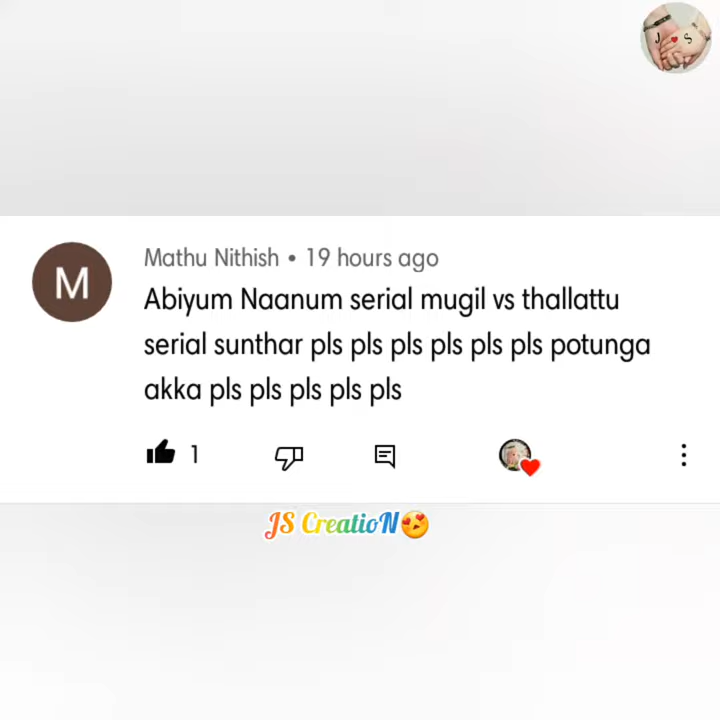 J S
M
Mathu Nithish • 19 hours ago
Abiyum Naanum serial mugil vs thallattu
serial sunthar pls pls pls pls pls pls potunga
akka pls pls pls pls pls
1
JS CreatioN😍